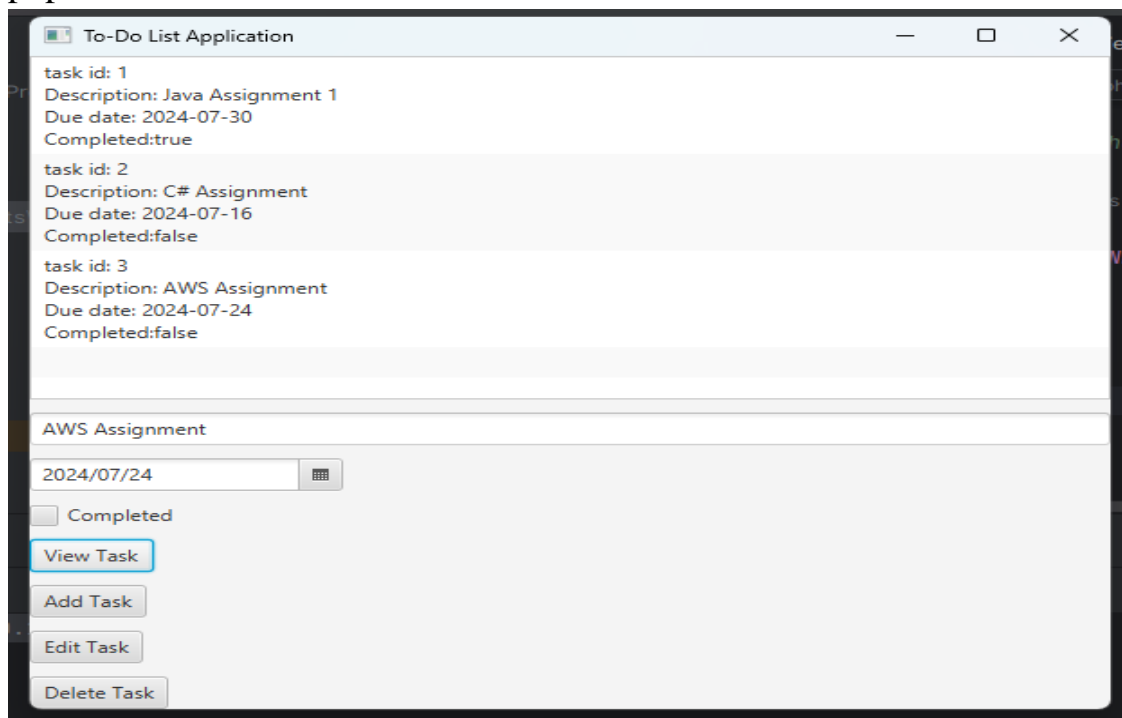 To-Do List Application
task id: 1
Description: Java Assignment 1
Due date: 2024-07-30
Completed:true
task id: 2
Description: C# Assignment
Due date: 2024-07-16
Completed:false
task id: 3
Description: AWS Assignment
Due date: 2024-07-24
Completed:false
AWS Assignment
2024/07/24
Completed
View Task
Add Task
Edit Task
Delete Task